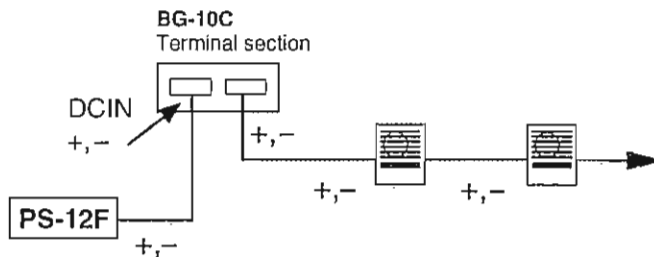 BG-10C
Terminal section
DCIN
+,−
+,−
+,−
+,−
PS-12F
+,−